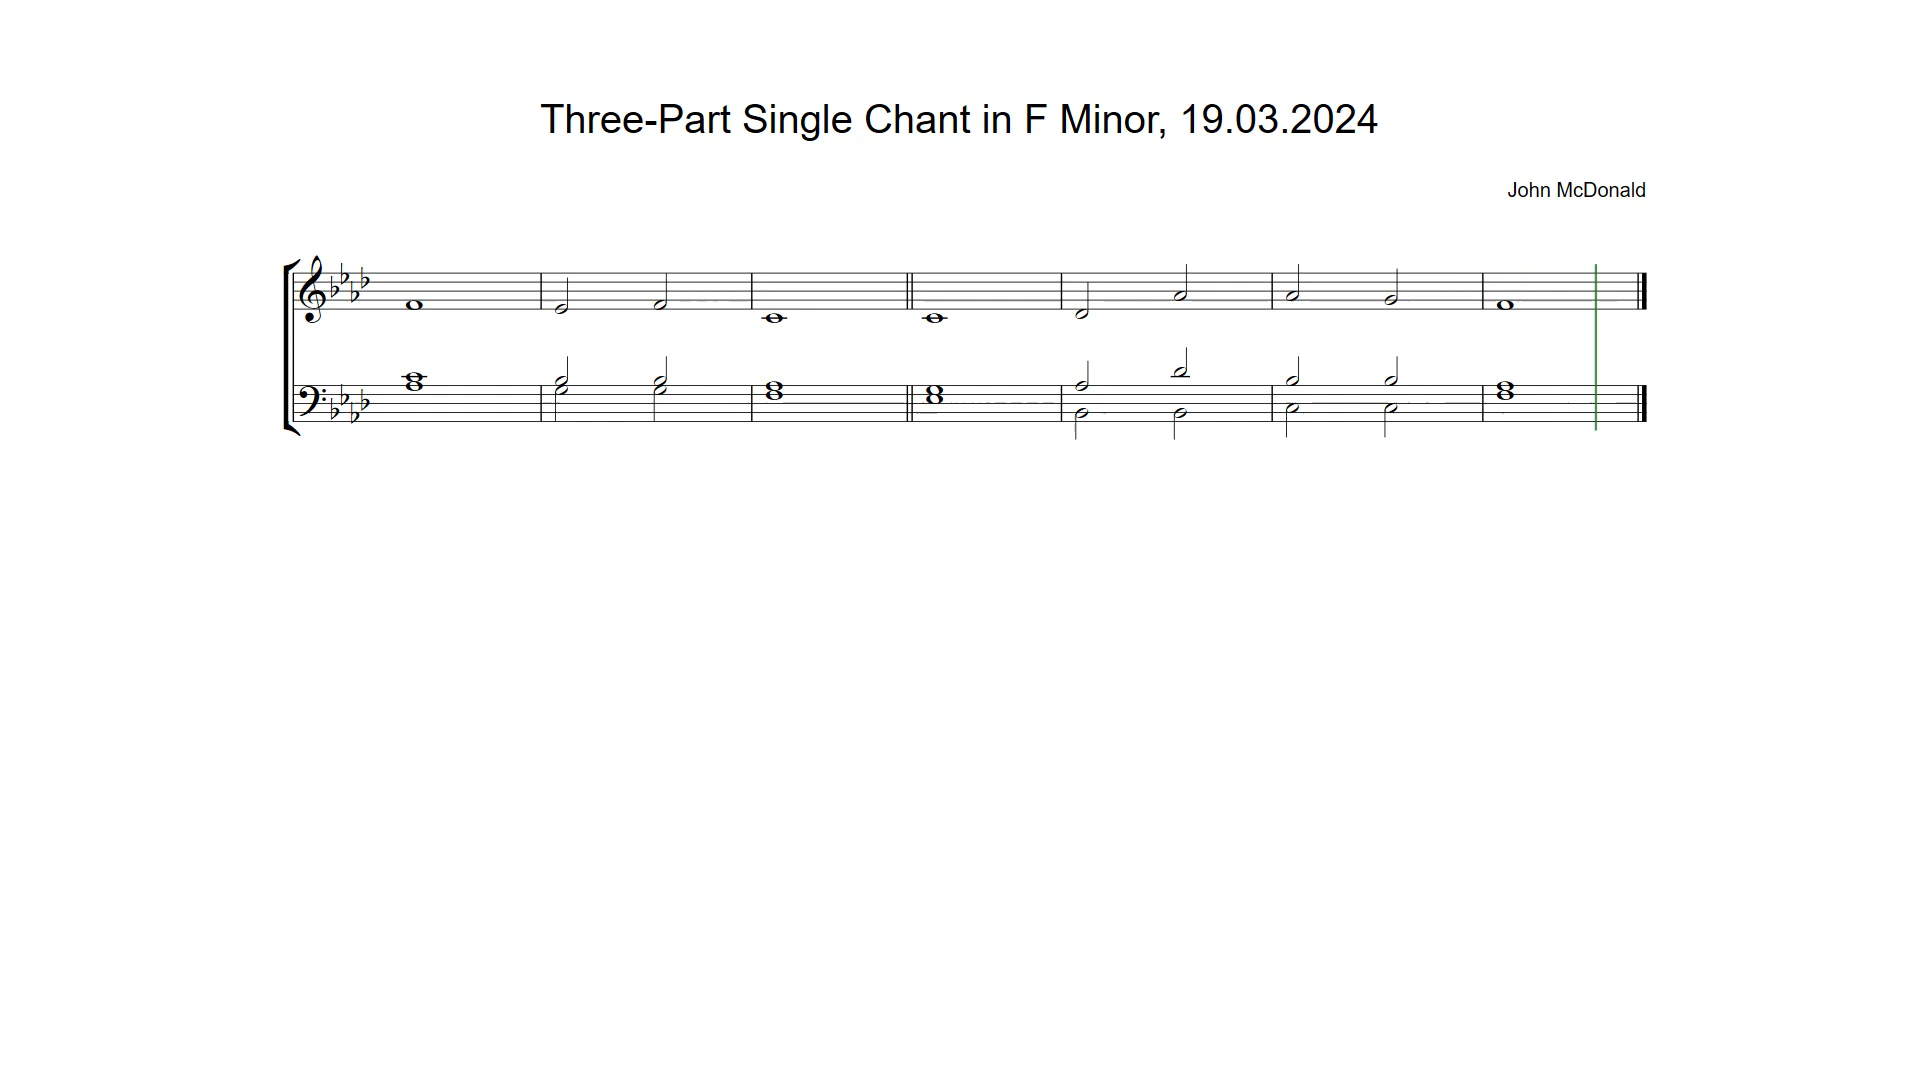 Three-Part Single Chant in F Minor, 19.03.2024
John McDonald